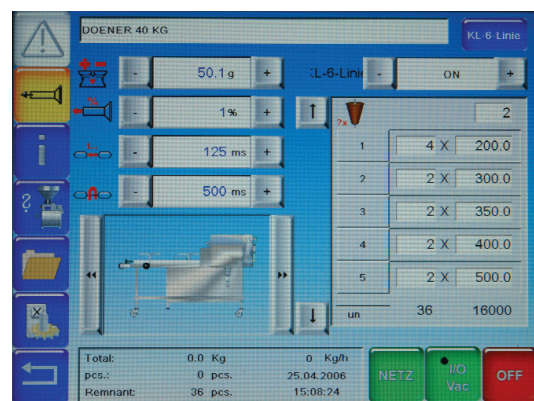 DOENER 40 KG
KL-6-Linie
- 50.1 g +
KL-6-Linie - ON +
- 1% +
?x 2
- 125 ms +
1 4 X 200.0
- 500 ms +
2 2 X 300.0
3 2 X 350.0
4 2 X 400.0
5 2 X 500.0
un 36 16000
Total: 0.0 Kg 0 Kg/h
pcs.: 0 pcs. 25.04.2006
Remnant: 36 pcs. 15:08:24
NETZ
I/O
Vac
OFF